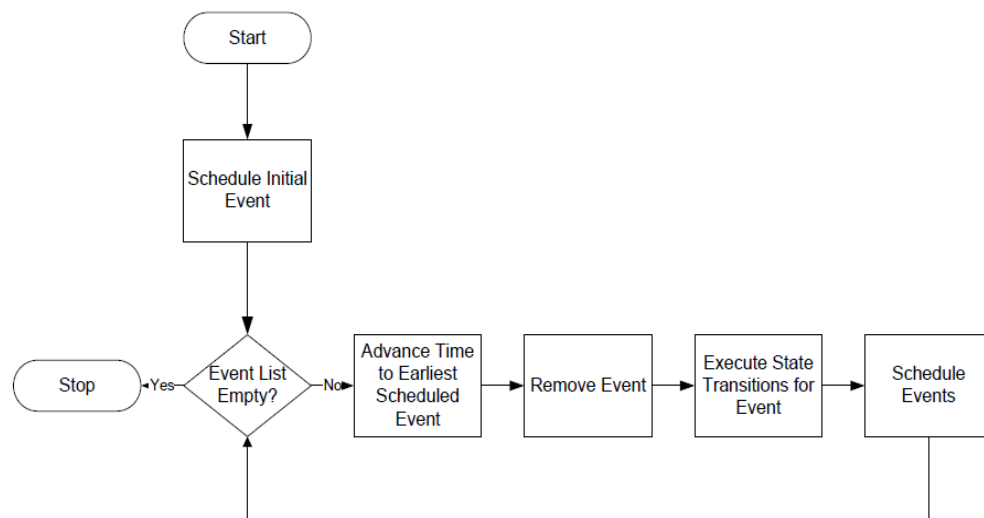 Start
Schedule Initial
Event
Event List
Empty?
Yes
Stop
No
Advance Time
to Earliest
Scheduled
Event
Remove Event
Execute State
Transitions for
Event
Schedule
Events